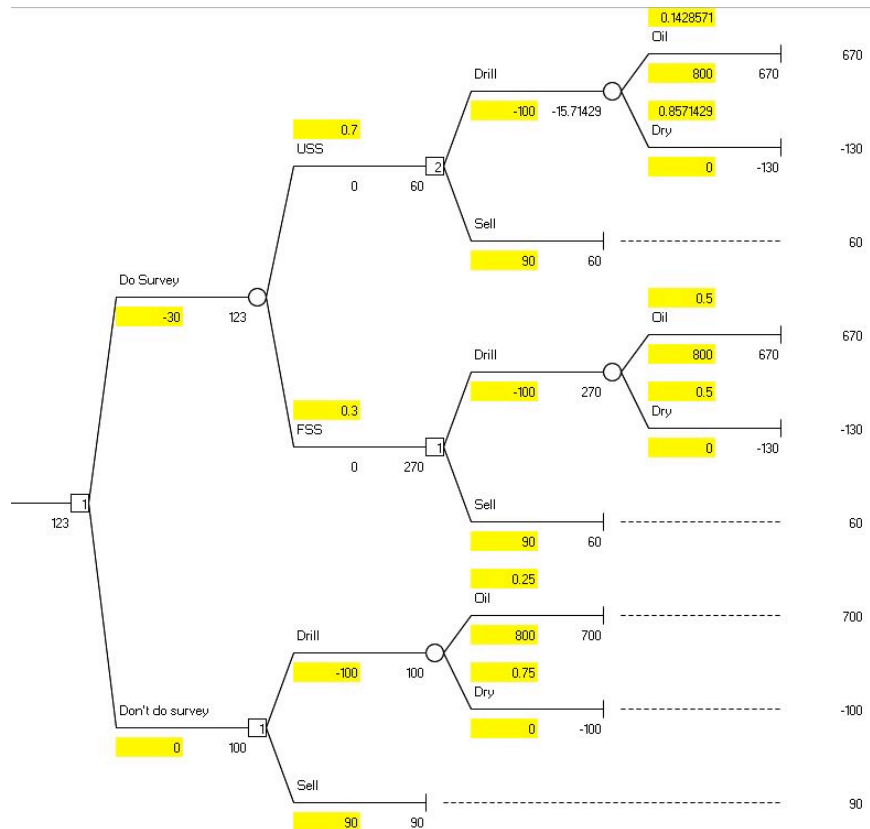 0.1428571
Oil
670
Drill
800 670
-100 -15.71429
0.8571429
0.7
Dry
USS
-130
2
0 -130
0 60
Sell
60
90 60
Do Survey
0.5
-30 123
Oil
670
Drill
800 670
-100 270
0.5
0.3
Dry
FSS
-130
1
0 -130
0 270
1
123
Sell
60
90 60
0.25
Oil
700
Drill
800 700
-100 100
0.75
Dry
Don't do survey
-100
1
0 -100
0 100
Sell
90
90 90